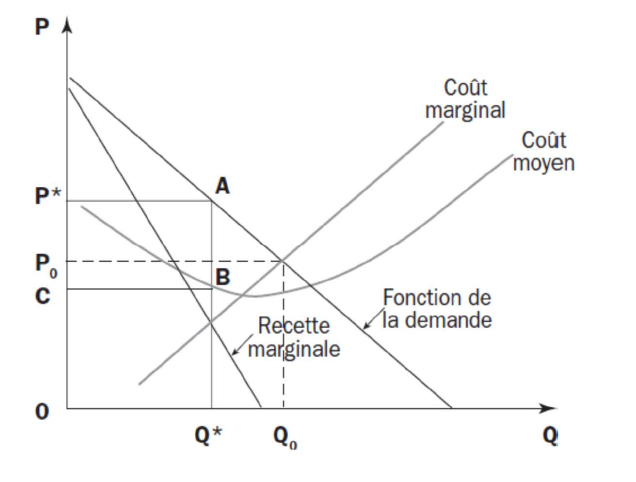 P
Coût
marginal
Coût
moyen
A
P*
P₀
B
C
Fonction de
la demande
Recette
marginale
O
Q*
Q₀
Q